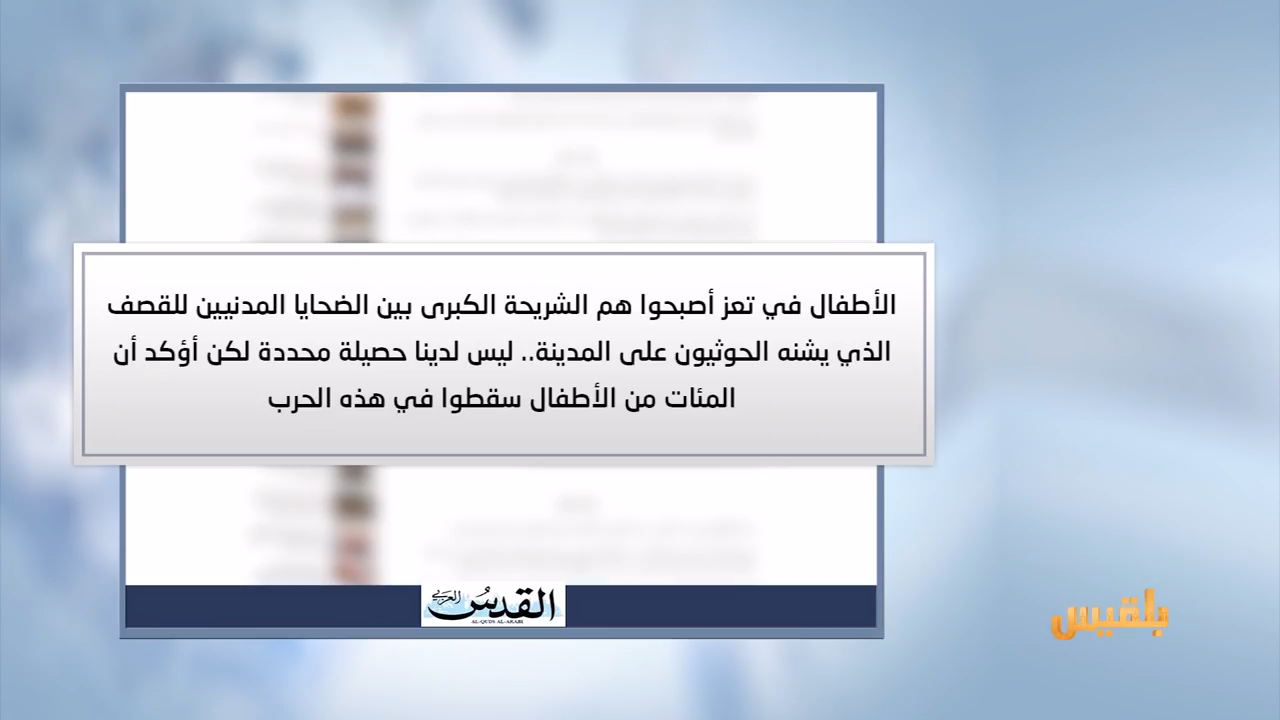 الأطفال في تعز أصبحوا هم الشريحة الكبرى بين الضحايا المدنيين للقصف
الذي يشنه الحوثيون على المدينة.. ليس لدينا حصيلة محددة لكن أؤكد أن
المئات من الأطفال سقطوا في هذه الحرب
القدس العربي
AL-QUDS AL-ARABI
بلقيس